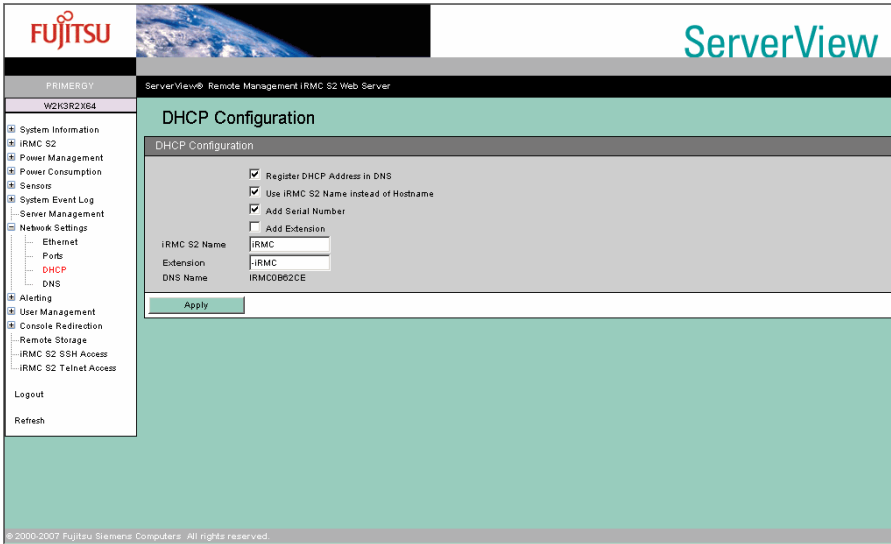 FUJITSU
ServerView
PRIMERGY
ServerView® Remote Management iRMC S2 Web Server
W2K3R2X64
System Information
iRMC S2
Power Management
Power Consumption
Sensors
System Event Log
Server Management
Network Settings
Ethernet
Ports
DHCP
DNS
Alerting
User Management
Console Redirection
Remote Storage
iRMC S2 SSH Access
iRMC S2 Telnet Access
Logout
Refresh
DHCP Configuration
DHCP Configuration
Register DHCP Address in DNS
Use iRMC S2 Name instead of Hostname
Add Serial Number
Add Extension
iRMC S2 Name iRMC
Extension -iRMC
DNS Name IRMC0B62CE
Apply
© 2000-2007 Fujitsu Siemens Computers All rights reserved.